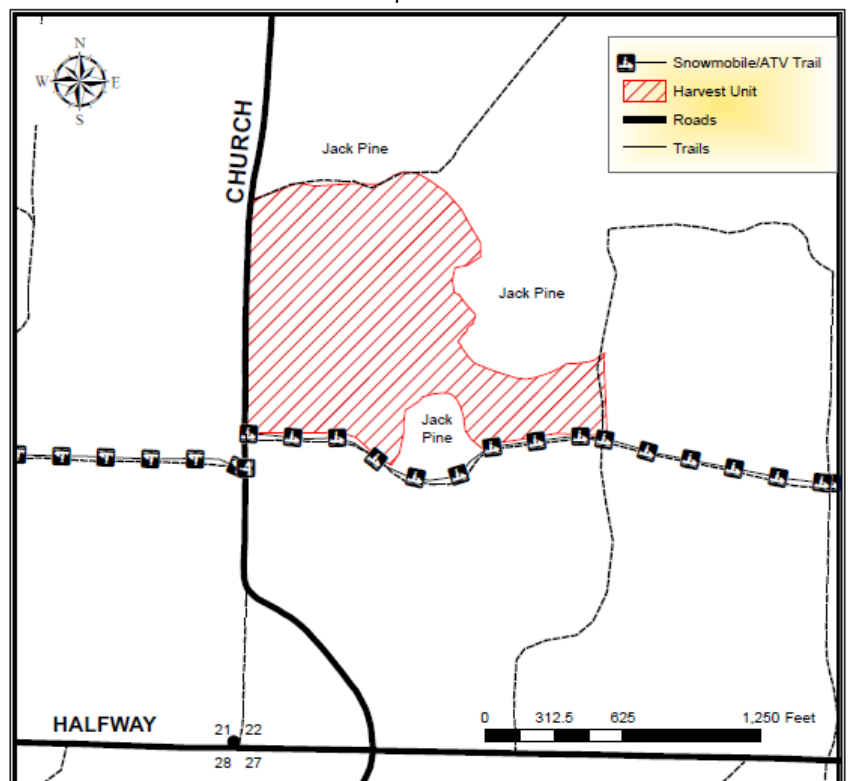 N
W E
S
CHURCH
Snowmobile/ATV Trail
Harvest Unit
Roads
Trails
Jack Pine
Jack Pine
Jack
Pine
HALFWAY
21 22
28 27
0 312.5 625 1,250 Feet